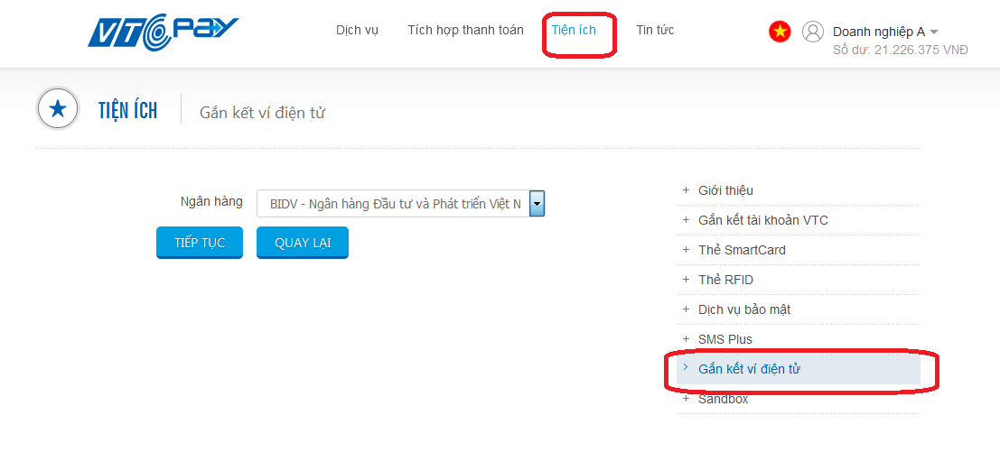 VTC Pay
Dịch vụ
Tích hợp thanh toán
Tiện ích
Tin tức
Doanh nghiệp A
Số dư: 21.226.375 VNĐ
TIỆN ÍCH
Gắn kết ví điện tử
Ngân hàng
BIDV - Ngân hàng Đầu tư và Phát triển Việt N
TIẾP TỤC
QUAY LẠI
+ Giới thiệu
+ Gắn kết tài khoản VTC
+ Thẻ SmartCard
+ Thẻ RFID
+ Dịch vụ bảo mật
+ SMS Plus
> Gắn kết ví điện tử
+ Sandbox